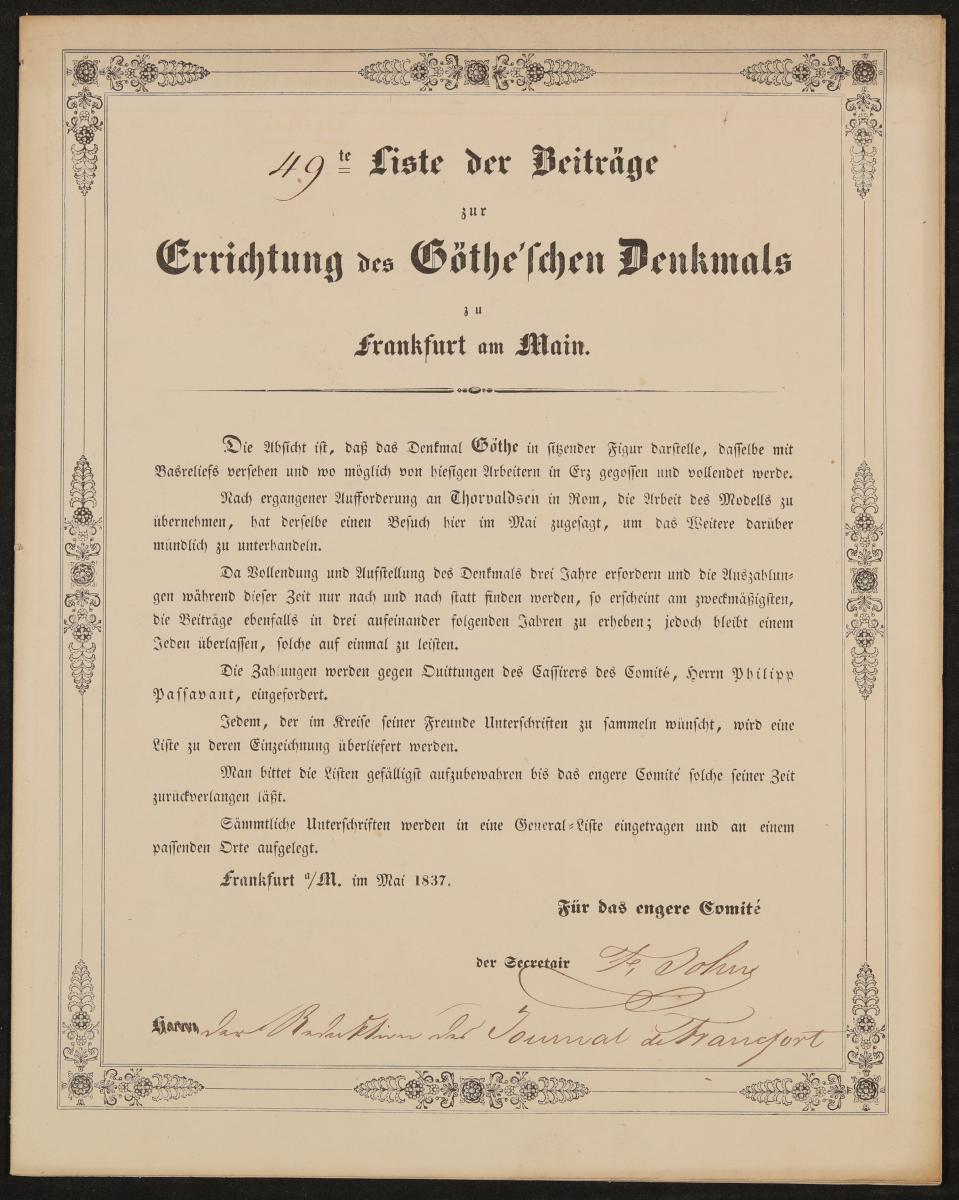 49te Liste der Beiträge
zur
Errichtung des Göthe'schen Denkmals
zu
Frankfurt am Main.
Die Absicht ist, daß das Denkmal Göthe in sitzender Figur darstelle, dasselbe mit
Basreliefs versehen und wo möglich von hiesigen Arbeitern in Erz gegossen und vollendet werde.
Nach ergangener Aufforderung an Thorvaldsen in Rom, die Arbeit des Modells zu
übernehmen, hat derselbe einen Besuch hier im Mai zugesagt, um das Weitere darüber
mündlich zu unterhandeln.
Da Vollendung und Aufstellung des Denkmals drei Jahre erfordern und die Auszahlun-
gen während dieser Zeit nur nach und nach statt finden werden, so erscheint am zweckmäßigsten,
die Beiträge ebenfalls in drei aufeinander folgenden Jahren zu erheben; jedoch bleibt einem
Jeden überlassen, solche auf einmal zu leisten.
Die Zahlungen werden gegen Quittungen des Cassirers des Comité, Herrn Philipp
Passavant, eingefordert.
Jedem, der im Kreise seiner Freunde Unterschriften zu sammeln wünscht, wird eine
Liste zu deren Einzeichnung überliefert werden.
Man bittet die Listen gefälligst aufzubewahren bis das engere Comité solche seiner Zeit
zurückverlangen läßt.
Sämmtliche Unterschriften werden in eine General-Liste eingetragen und an einem
passenden Orte aufgelegt.
Frankfurt a/M. im Mai 1837.
Für das engere Comité
der Secretair
Herrn der Redaktion des Journal de Francfort